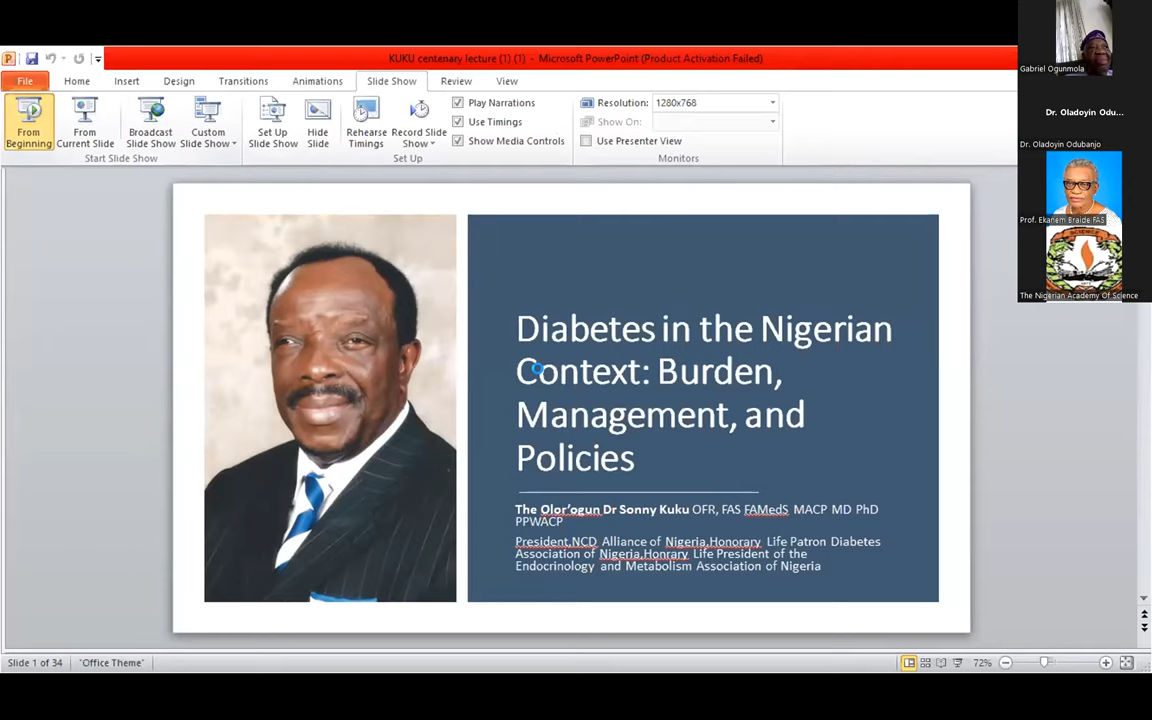 KUKU centenary lecture (1) (1) - Microsoft PowerPoint (Product Activation Failed)
File Home Insert Design Transitions Animations Slide Show Review View
From Beginning
From Current Slide
Broadcast Slide Show
Custom Slide Show
Start Slide Show
Set Up Slide Show
Hide Slide
Rehearse Timings
Record Slide Show
Play Narrations
Use Timings
Show Media Controls
Set Up
Resolution: 1280x768
Show On:
Use Presenter View
Monitors
Gabriel Ogunmola
Dr. Oladoyin Odu...
Dr. Oladoyin Odubanjo
Prof. Ekanem Braide FAS
The Nigerian Academy Of Science
Diabetes in the Nigerian
Context: Burden,
Management, and
Policies
The Olor'ogun Dr Sonny Kuku OFR, FAS FAMedS MACP MD PhD
PPWACP
President,NCD Alliance of Nigeria,Honorary Life Patron Diabetes
Association of Nigeria,Honrary Life President of the
Endocrinology and Metabolism Association of Nigeria
Slide 1 of 34 "Office Theme" 72%